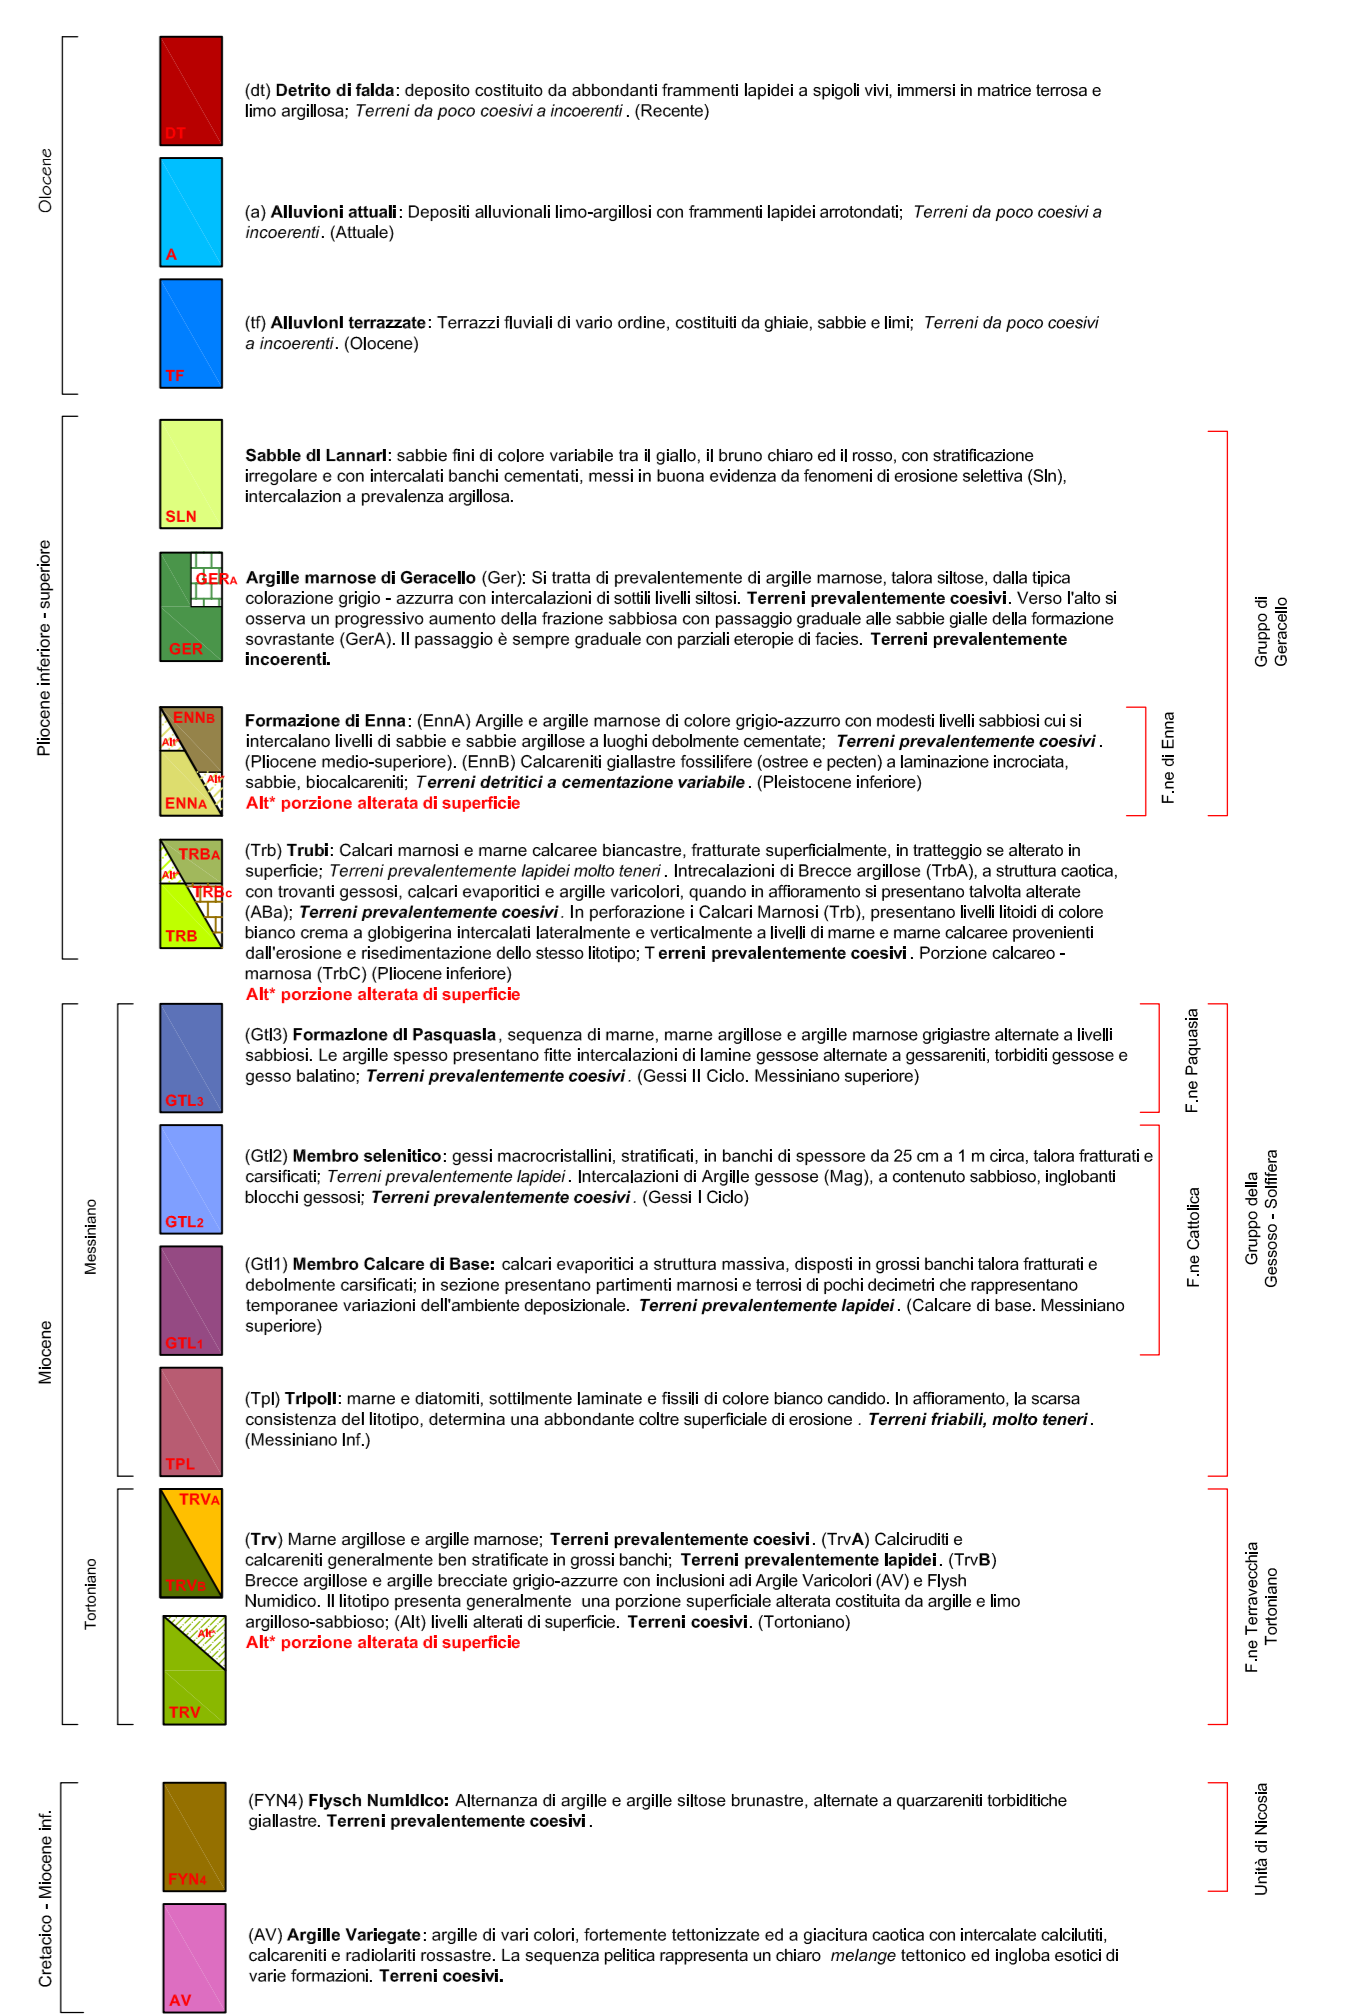 Olocene
DT
(dt) Detrito di falda: deposito costituito da abbondanti frammenti lapidei a spigoli vivi, immersi in matrice terrosa e
limo argillosa; Terreni da poco coesivi a incoerenti. (Recente)
A
(a) Alluvioni attuali: Depositi alluvionali limo-argillosi con frammenti lapidei arrotondati; Terreni da poco coesivi a
incoerenti. (Attuale)
TF
(tf) Alluvioni terrazzate: Terrazzi fluviali di vario ordine, costituiti da ghiaie, sabbie e limi; Terreni da poco coesivi
a incoerenti. (Olocene)
Pliocene inferiore - superiore
SLN
Sabbie di Lannari: sabbie fini di colore variabile tra il giallo, il bruno chiaro ed il rosso, con stratificazione
irregolare e con intercalati banchi cementati, messi in buona evidenza da fenomeni di erosione selettiva (Sln),
intercalazion a prevalenza argillosa.
GERA
GER
Argille marnose di Geracello (Ger): Si tratta di prevalentemente di argille marnose, talora siltose, dalla tipica
colorazione grigio - azzurra con intercalazioni di sottili livelli siltosi. Terreni prevalentemente coesivi. Verso l'alto si
osserva un progressivo aumento della frazione sabbiosa con passaggio graduale alle sabbie gialle della formazione
sovrastante (GerA). Il passaggio è sempre graduale con parziali eteropie di facies. Terreni prevalentemente
incoerenti.
Gruppo di
Geracello
ENNB
Alt*
Alt*
ENNA
Formazione di Enna: (EnnA) Argille e argille marnose di colore grigio-azzurro con modesti livelli sabbiosi cui si
intercalano livelli di sabbie e sabbie argillose a luoghi debolmente cementate; Terreni prevalentemente coesivi.
(Pliocene medio-superiore). (EnnB) Calcareniti giallastre fossilifere (ostree e pecten) a laminazione incrociata,
sabbie, biocalcareniti; Terreni detritici a cementazione variabile. (Pleistocene inferiore)
Alt* porzione alterata di superficie
F.ne di Enna
TRBA
Alt*
TRBC
TRB
(Trb) Trubi: Calcari marnosi e marne calcaree biancastre, fratturate superficialmente, in tratteggio se alterato in
superficie; Terreni prevalentemente lapidei molto teneri. Intrecalazioni di Brecce argillose (TrbA), a struttura caotica,
con trovanti gessosi, calcari evaporitici e argille varicolori, quando in affioramento si presentano talvolta alterate
(ABa); Terreni prevalentemente coesivi. In perforazione i Calcari Marnosi (Trb), presentano livelli litoidi di colore
bianco crema a globigerina intercalati lateralmente e verticalmente a livelli di marne e marne calcaree provenienti
dall'erosione e risedimentazione dello stesso litotipo; Terreni prevalentemente coesivi. Porzione calcareo -
marnosa (TrbC) (Pliocene inferiore)
Alt* porzione alterata di superficie
Miocene
Messiniano
GTL3
(Gtl3) Formazione di Pasquasia, sequenza di marne, marne argillose e argille marnose grigiastre alternate a livelli
sabbiosi. Le argille spesso presentano fitte intercalazioni di lamine gessose alternate a gessareniti, torbiditi gessose e
gesso balatino; Terreni prevalentemente coesivi. (Gessi II Ciclo. Messiniano superiore)
F.ne Paquasia
GTL2
(Gtl2) Membro selenitico: gessi macrocristallini, stratificati, in banchi di spessore da 25 cm a 1 m circa, talora fratturati e
carsificati; Terreni prevalentemente lapidei. Intercalazioni di Argille gessose (Mag), a contenuto sabbioso, inglobanti
blocchi gessosi; Terreni prevalentemente coesivi. (Gessi I Ciclo)
F.ne Cattolica
Gruppo della
Gessoso - Solfifera
GTL1
(Gtl1) Membro Calcare di Base: calcari evaporitici a struttura massiva, disposti in grossi banchi talora fratturati e
debolmente carsificati; in sezione presentano partimenti marnosi e terrosi di pochi decimetri che rappresentano
temporanee variazioni dell'ambiente deposizionale. Terreni prevalentemente lapidei. (Calcare di base. Messiniano
superiore)
TPL
(Tpl) Tripoli: marne e diatomiti, sottilmente laminate e fissili di colore bianco candido. In affioramento, la scarsa
consistenza del litotipo, determina una abbondante coltre superficiale di erosione. Terreni friabili, molto teneri.
(Messiniano Inf.)
Tortoniano
TRVA
TRVB
Alt*
TRV
(Trv) Marne argillose e argille marnose; Terreni prevalentemente coesivi. (TrvA) Calciruditi e
calcareniti generalmente ben stratificate in grossi banchi; Terreni prevalentemente lapidei. (TrvB)
Brecce argillose e argille brecciate grigio-azzurre con inclusioni adi Argile Varicolori (AV) e Flysh
Numidico. Il litotipo presenta generalmente una porzione superficiale alterata costituita da argille e limo
argilloso-sabbioso; (Alt) livelli alterati di superficie. Terreni coesivi. (Tortoniano)
Alt* porzione alterata di superficie
F.ne Terravecchia
Tortoniano
Cretacico - Miocene inf.
FYN4
(FYN4) Flysch Numidico: Alternanza di argille e argille siltose brunastre, alternate a quarzareniti torbiditiche
giallastre. Terreni prevalentemente coesivi.
Unità di Nicosia
AV
(AV) Argille Variegate: argille di vari colori, fortemente tettonizzate ed a giacitura caotica con intercalate calcilutiti,
calcareniti e radiolariti rossastre. La sequenza pelitica rappresenta un chiaro melange tettonico ed ingloba esotici di
varie formazioni. Terreni coesivi.